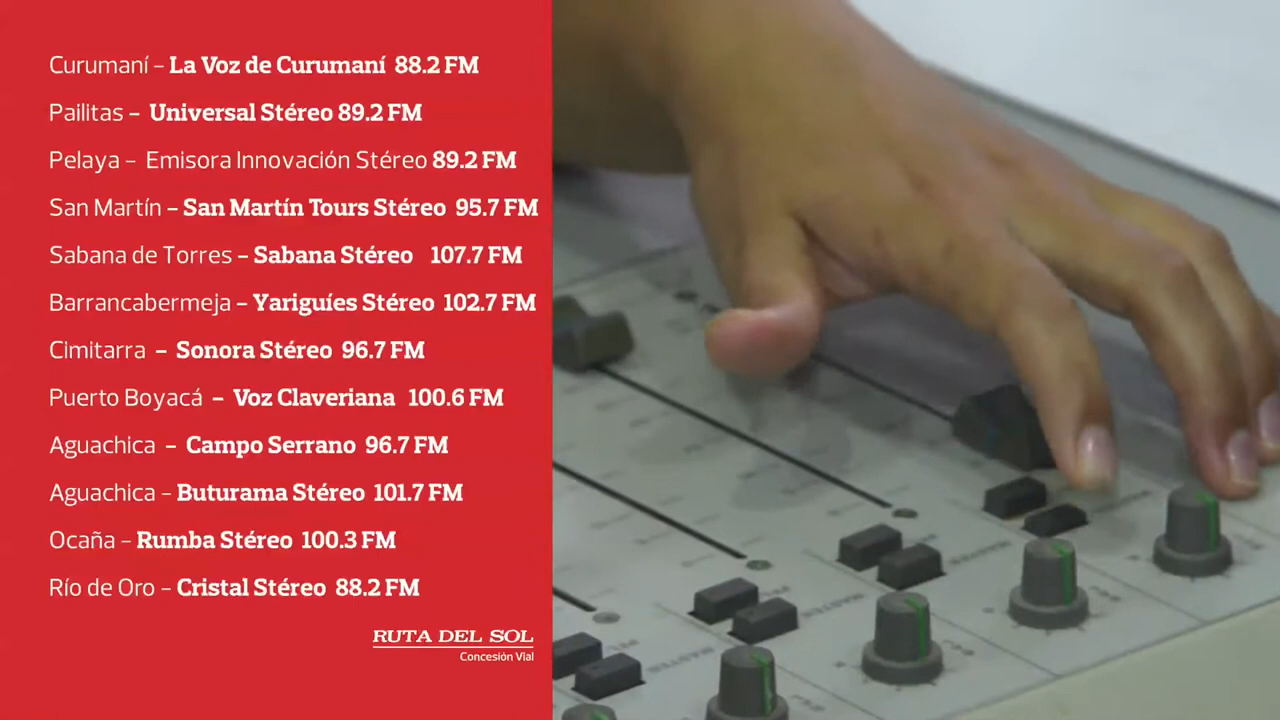 Curumaní – La Voz de Curumaní 88.2 FM
Pailitas – Universal Stéreo 89.2 FM
Pelaya – Emisora Innovación Stéreo 89.2 FM
San Martín – San Martín Tours Stéreo 95.7 FM
Sabana de Torres – Sabana Stéreo 107.7 FM
Barrancabermeja – Yariguíes Stéreo 102.7 FM
Cimitarra – Sonora Stéreo 96.7 FM
Puerto Boyacá – Voz Claveriana 100.6 FM
Aguachica – Campo Serrano 96.7 FM
Aguachica – Buturama Stéreo 101.7 FM
Ocaña – Rumba Stéreo 100.3 FM
Río de Oro – Cristal Stéreo 88.2 FM
RUTA DEL SOL
Concesión Vial